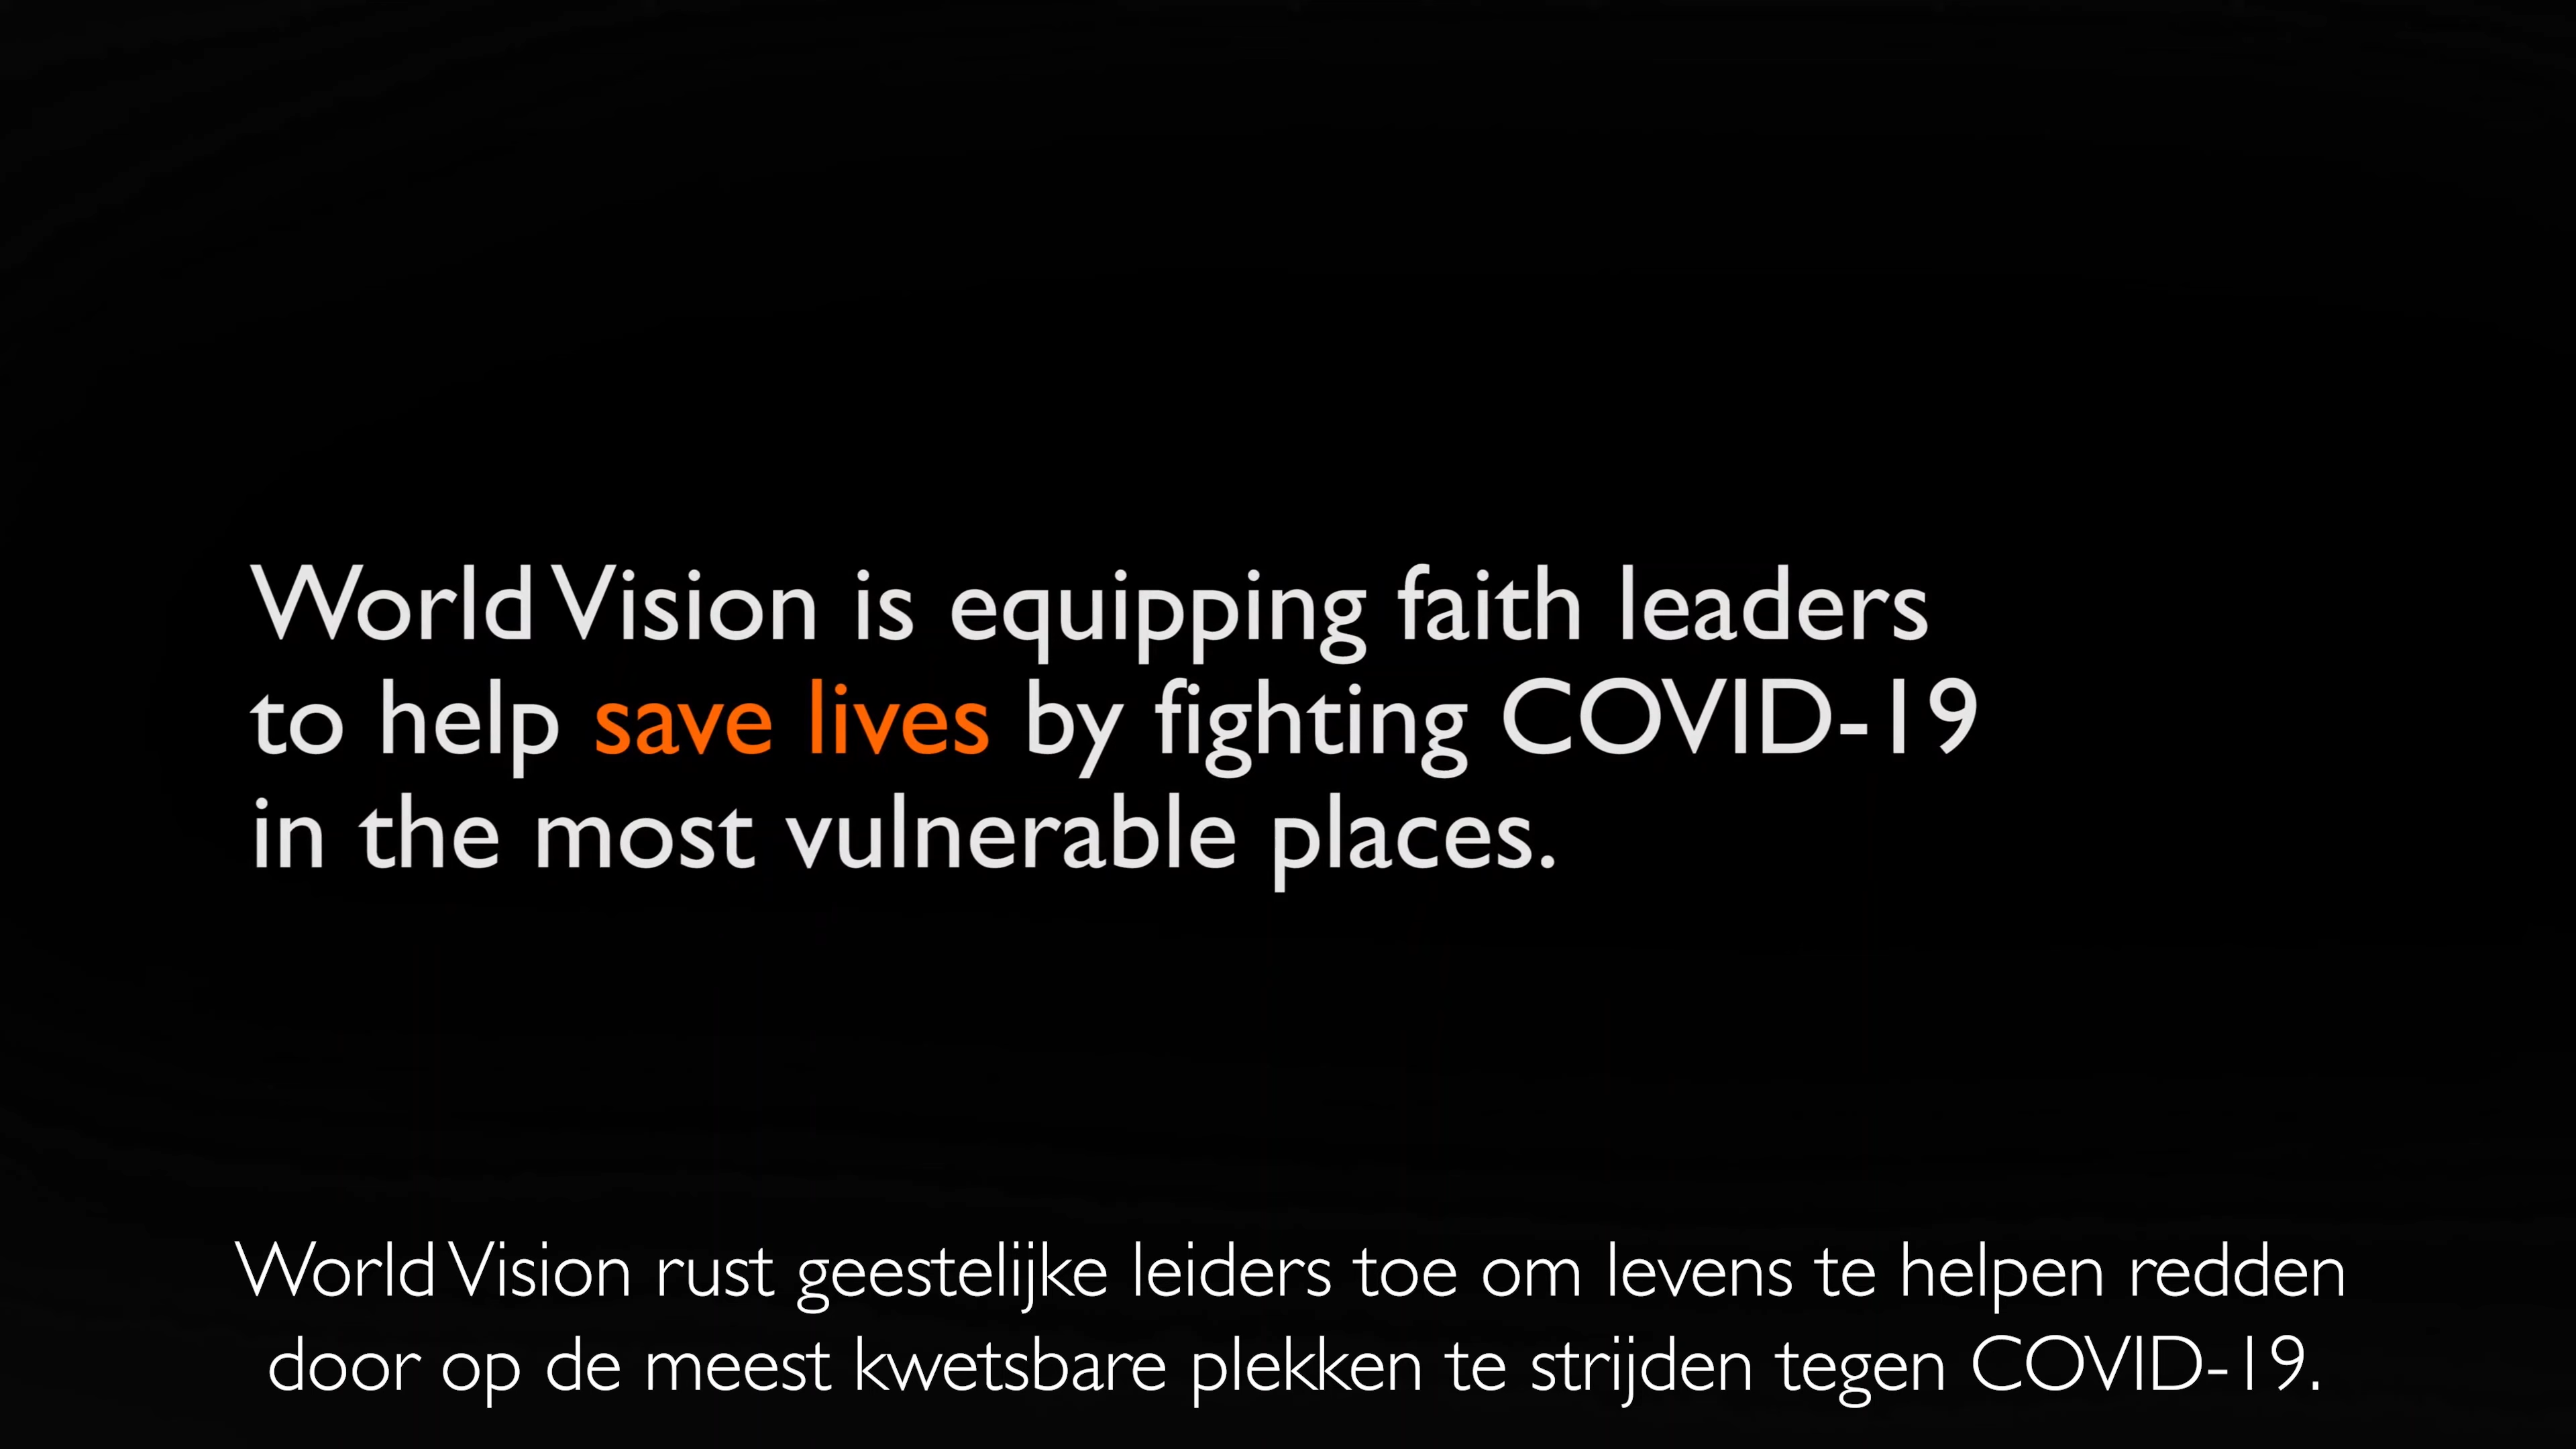 World Vision is equipping faith leaders
to help save lives by fighting COVID-19
in the most vulnerable places.
World Vision rust geestelijke leiders toe om levens te helpen redden
door op de meest kwetsbare plekken te strijden tegen COVID-19.